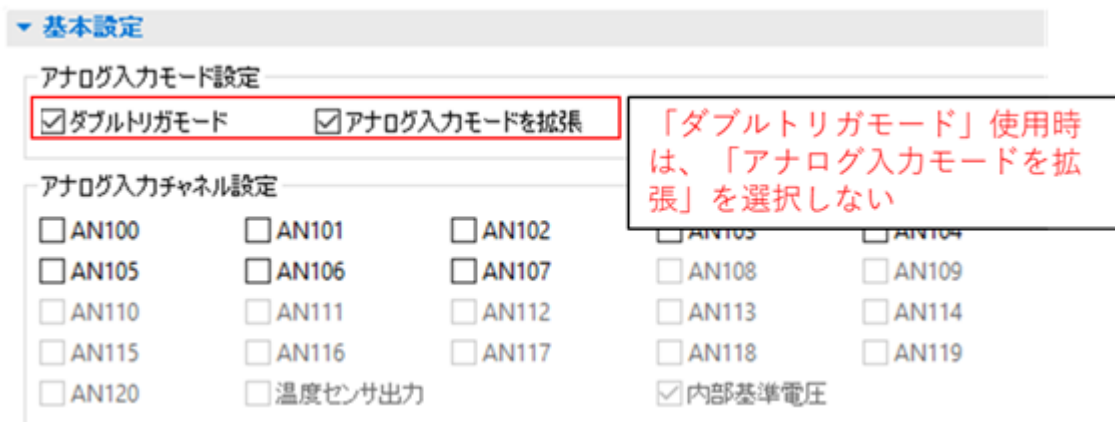 基本設定
アナログ入力モード設定
ダブルトリガモード アナログ入力モードを拡張
「ダブルトリガモード」使用時
は、「アナログ入力モードを拡
張」を選択しない
アナログ入力チャネル設定
AN100 AN101 AN102 AN103 AN104
AN105 AN106 AN107 AN108 AN109
AN110 AN111 AN112 AN113 AN114
AN115 AN116 AN117 AN118 AN119
AN120 温度センサ出力 内部基準電圧